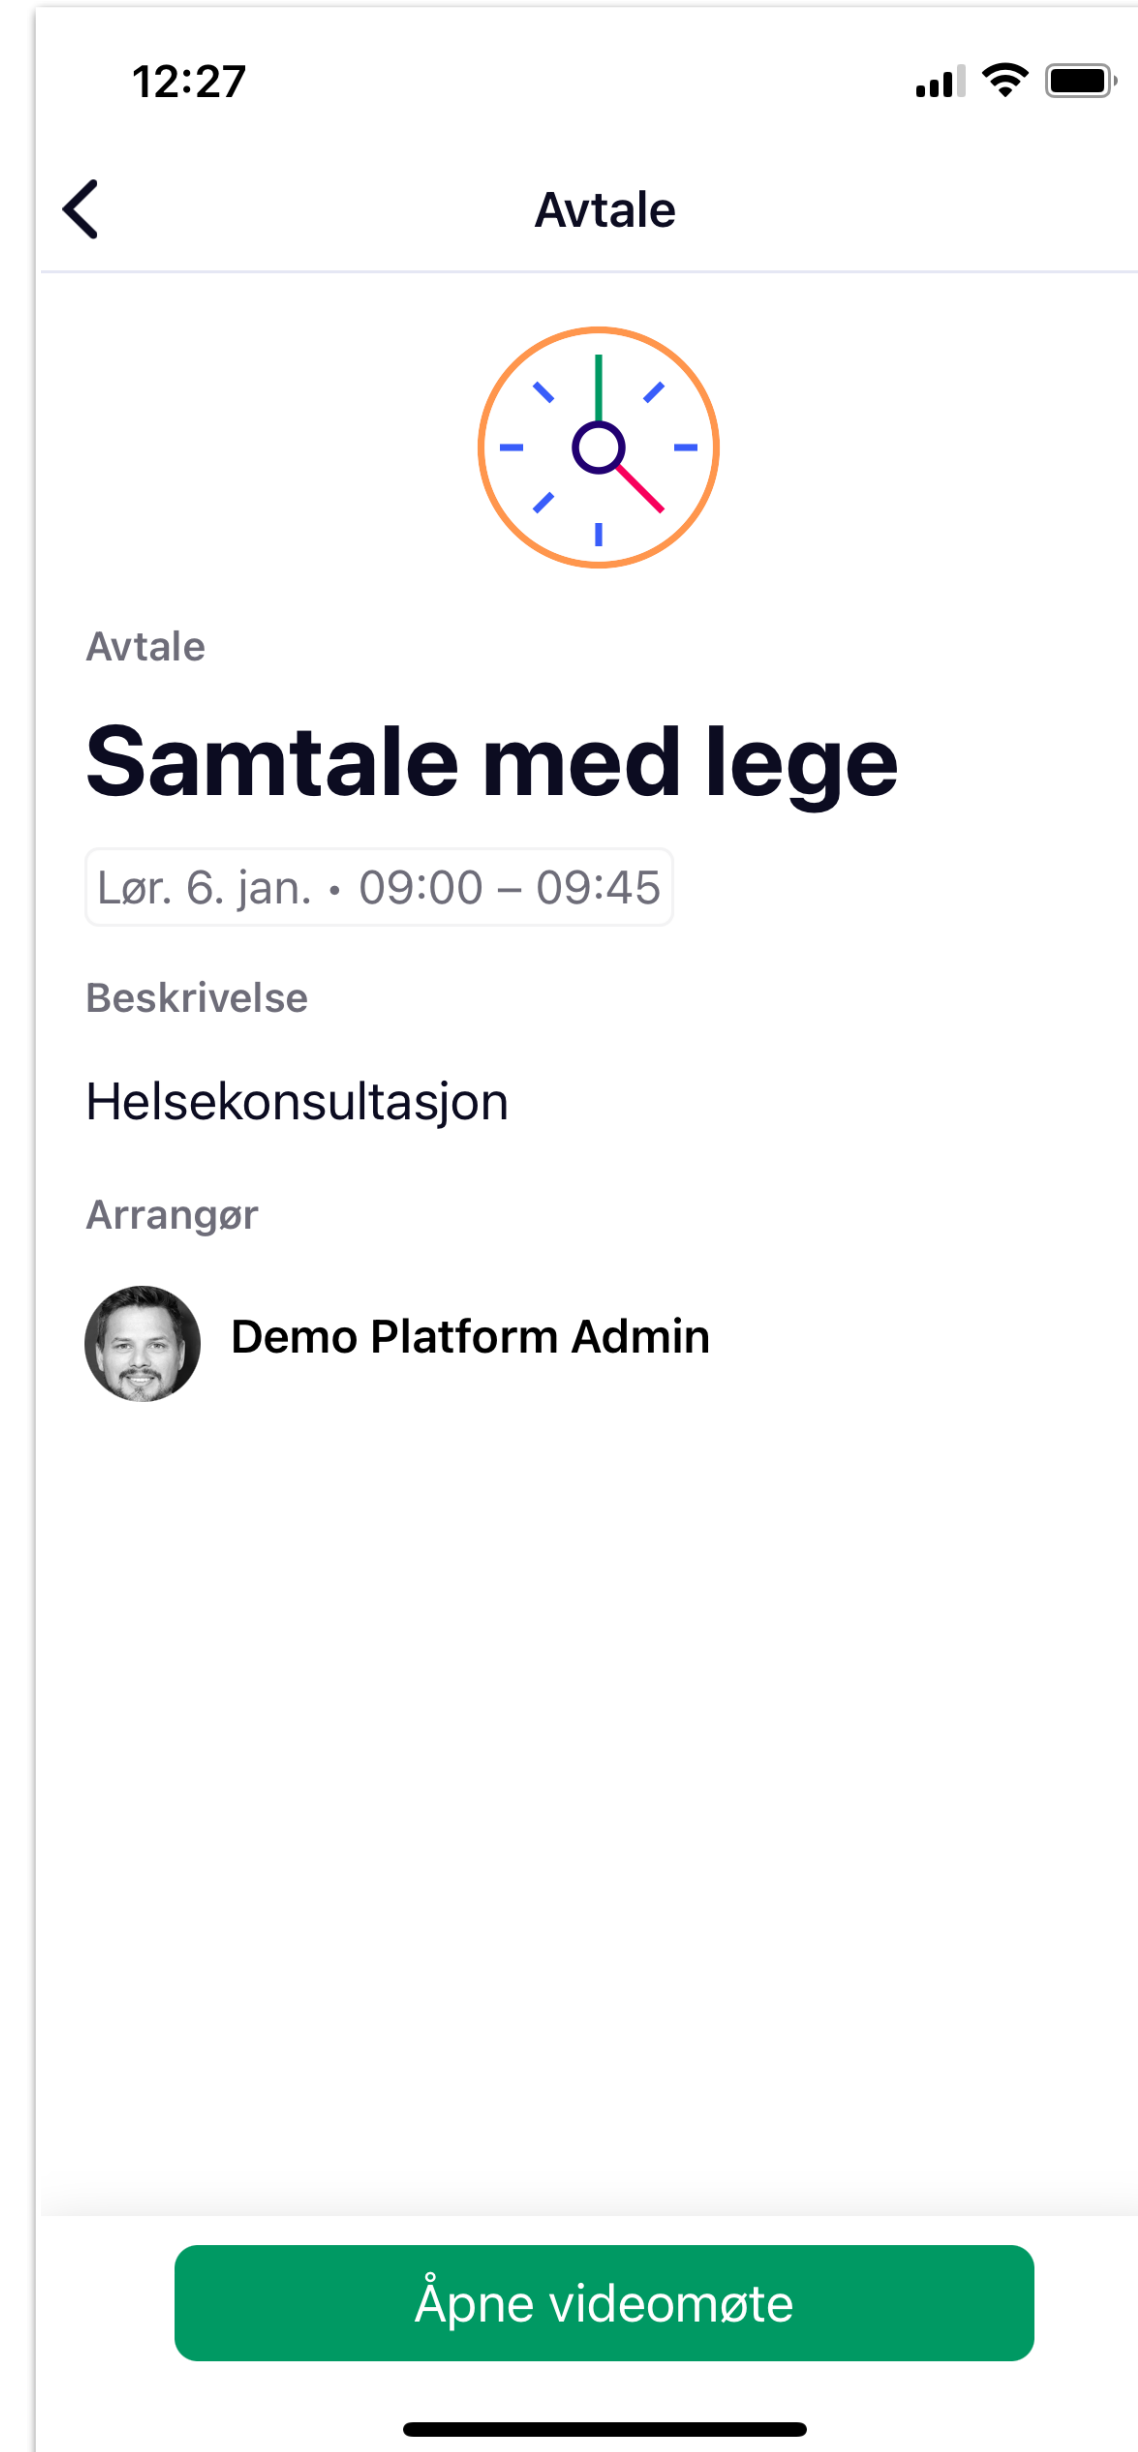 12:27
Avtale
Avtale
Samtale med lege
Lør. 6. jan. • 09:00 – 09:45
Beskrivelse
Helsekonsultasjon
Arrangør
Demo Platform Admin
Åpne videomøte